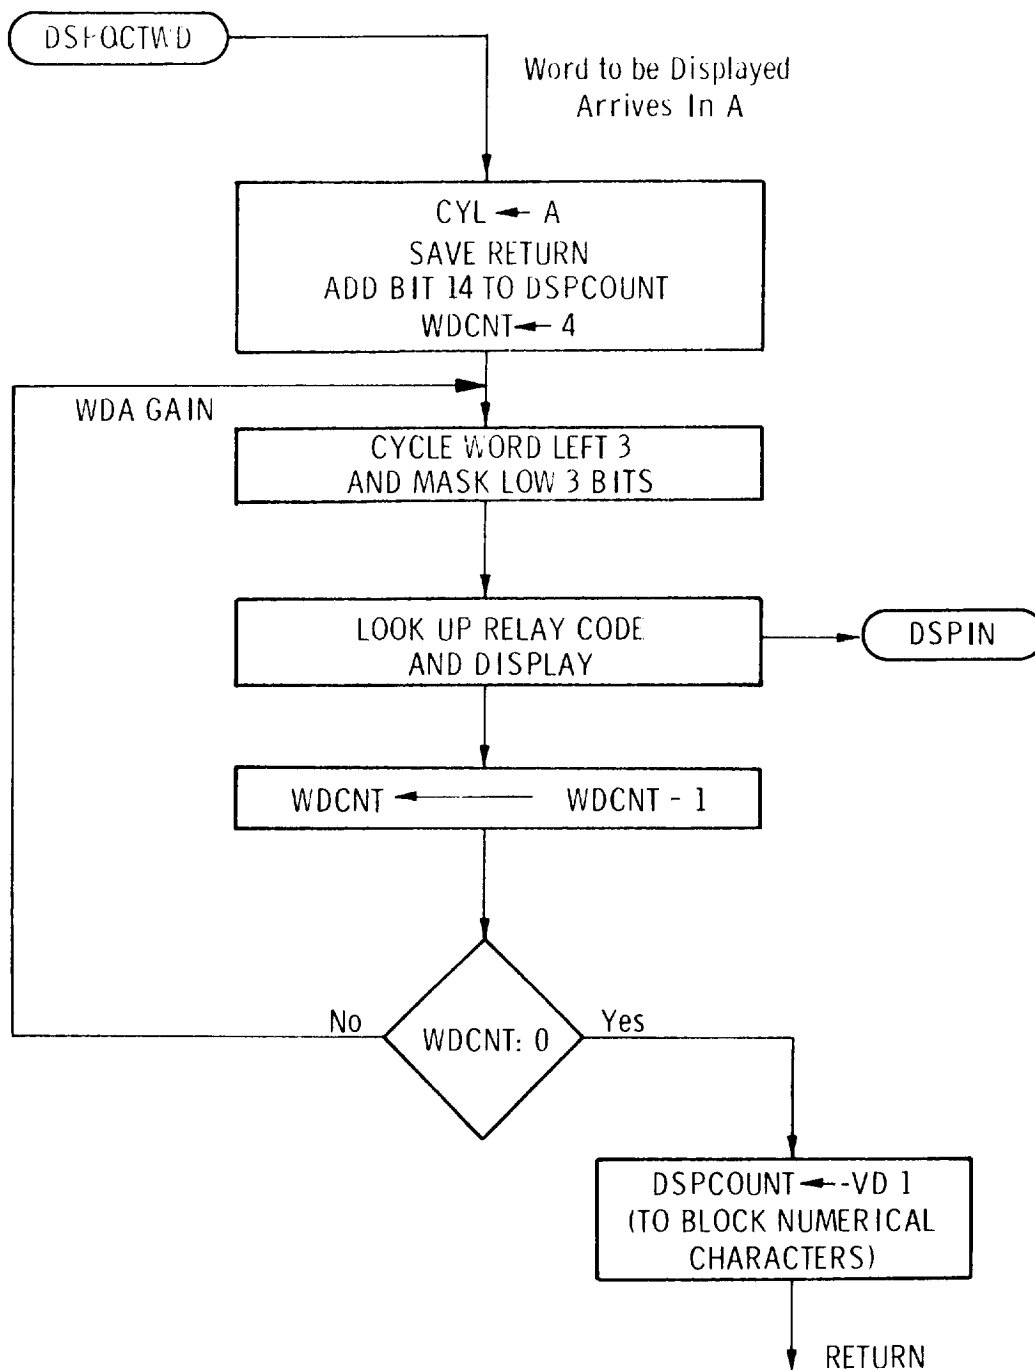 DSPOCTWD
Word to be Displayed
Arrives In A
CYL ← A
SAVE RETURN
ADD BIT 14 TO DSPCOUNT
WDCNT ← 4
WDA GAIN
CYCLE WORD LEFT 3
AND MASK LOW 3 BITS
LOOK UP RELAY CODE
AND DISPLAY
DSPIN
WDCNT ← WDCNT - 1
No
WDCNT: 0
Yes
DSPCOUNT ← -VD 1
(TO BLOCK NUMERICAL
CHARACTERS)
RETURN